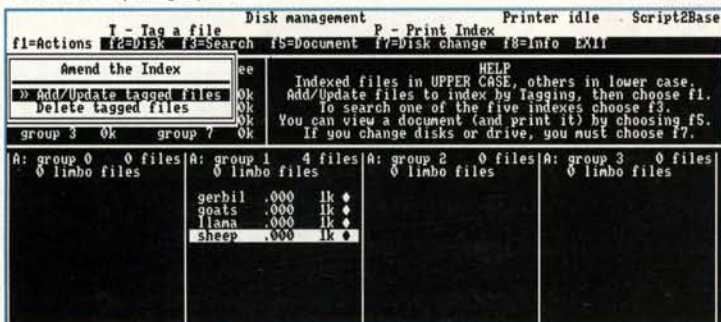 Disk management Printer idle Script2Base
T - Tag a file P - Print Index
f1=Actions f2=Disk f3=Search f5=Document f7=Disk change f8=Info EXIT
Amend the Index
» Add/Update tagged files
Delete tagged files
ee
0k
0k
0k
group 3 0k group 7 0k
HELP
Indexed files in UPPER CASE, others in lower case.
Add/Update files to index by Tagging, then choose f1.
To search one of the five indexes choose f3.
You can view a document (and print it) by choosing f5.
If you change disks or drive, you must choose f7.
A: group 0 0 files
0 limbo files
A: group 1 4 files
0 limbo files
gerbil .000 1k ♦
goats .000 1k ♦
llama .000 1k ♦
sheep .000 1k ♦
A: group 2 0 files
0 limbo files
A: group 3 0 files
0 limbo files